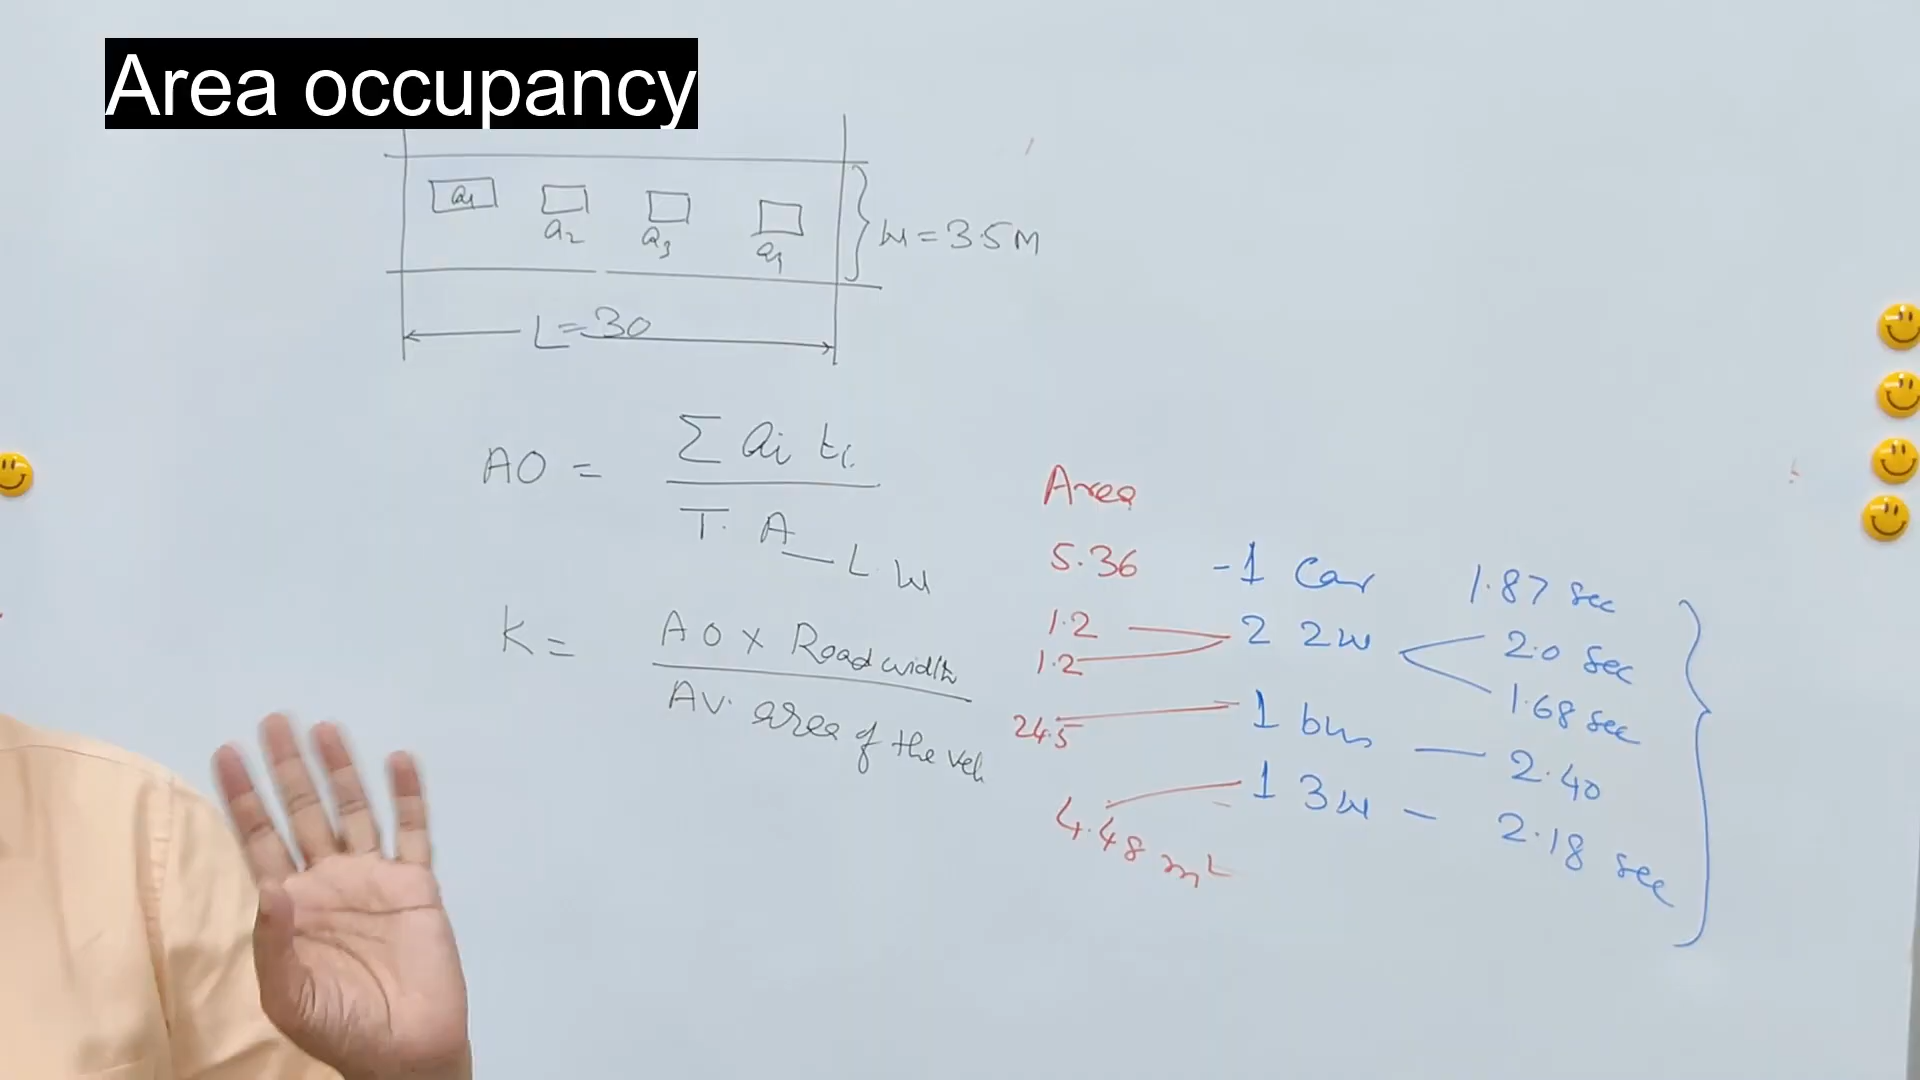 Area occupancy
a1 a2 a3 a1
W = 3.5M
L = 30
AO = Σ ai ti
T. A L. W
K = AO x Road width
Av. area of the veh
Area
5.36 - 1 Car 1.87 sec
1.2 2 2w 2.0 sec
1.2 1.68 sec
24.5 1 bus 2.40
4.48 m² 1 3w - 2.18 sec